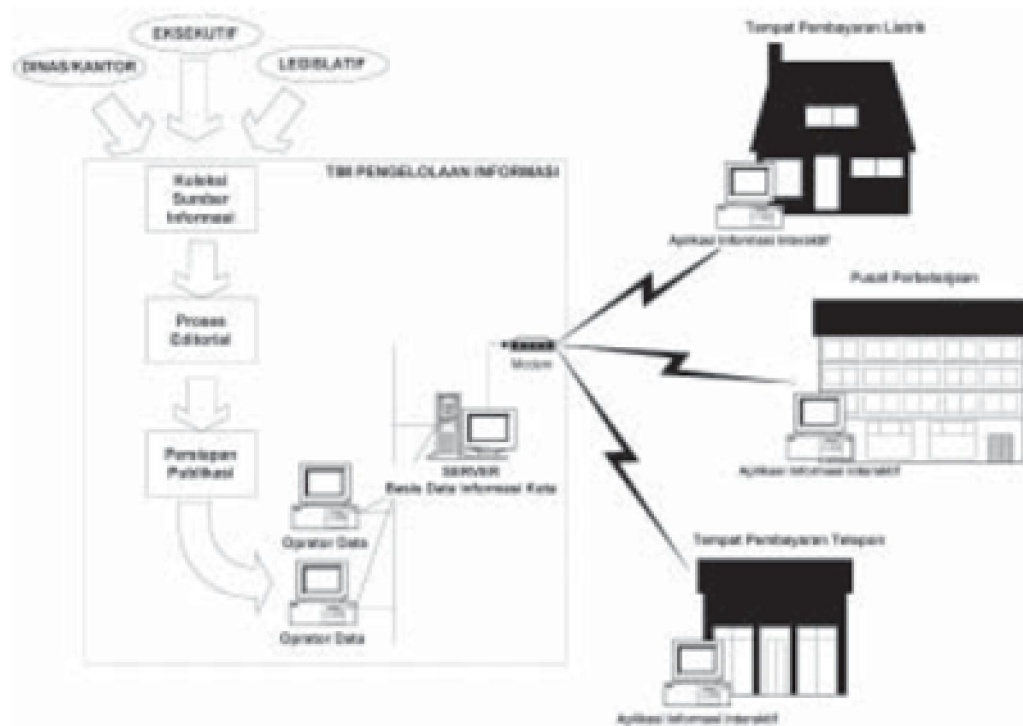 EKSEKUTIF
DINAS/KANTOR
LEGISLATIF
TIM PENGELOLAAN INFORMASI
Koleksi
Sumber
Informasi
Proses
Editorial
Persiapan
Publikasi
Oprator Data
Oprator Data
SERVER
Basis Data Informasi Kota
Modem
Tempat Pembayaran Listrik
Aplikasi Informasi Interaktif
Pusat Perbelanjaan
Aplikasi Informasi Interaktif
Tempat Pembayaran Telepon
Aplikasi Informasi Interaktif